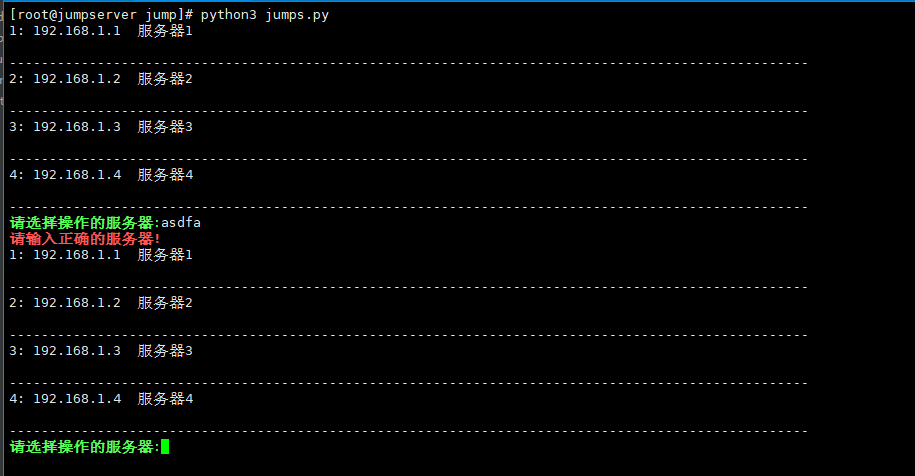 [root@jumpserver jump]# python3 jumps.py
1: 192.168.1.1  服务器1
----------------------------------------------------------------------------------------------------
2: 192.168.1.2  服务器2
----------------------------------------------------------------------------------------------------
3: 192.168.1.3  服务器3
----------------------------------------------------------------------------------------------------
4: 192.168.1.4  服务器4
----------------------------------------------------------------------------------------------------
请选择操作的服务器:asdfa
请输入正确的服务器!
1: 192.168.1.1  服务器1
----------------------------------------------------------------------------------------------------
2: 192.168.1.2  服务器2
----------------------------------------------------------------------------------------------------
3: 192.168.1.3  服务器3
----------------------------------------------------------------------------------------------------
4: 192.168.1.4  服务器4
----------------------------------------------------------------------------------------------------
请选择操作的服务器: